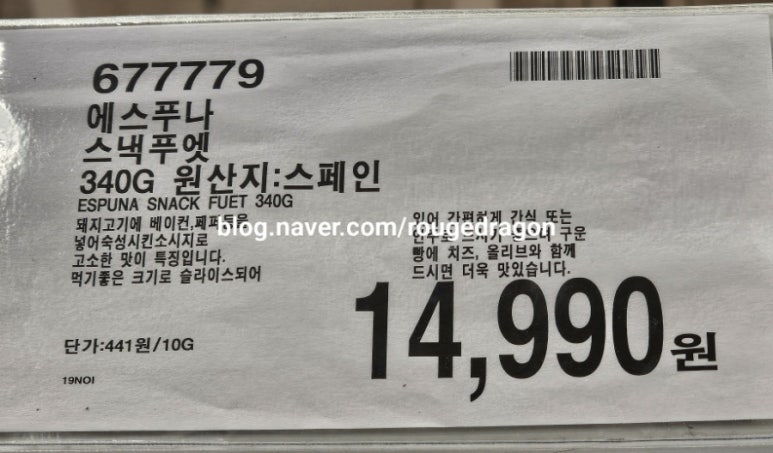 677779
에스푸나
스낵푸엣
340G 원산지:스페인
ESPUNA SNACK FUET 340G
돼지고기에 베이컨,페퍼
넣어숙성시킨소시지로
고소한 맛이 특징입니다.
먹기좋은 크기로 슬라이스되어
있어 간편하게 간식 또는
구운
빵에 치즈, 올리브와 함께
드시면 더욱 맛있습니다.
blog.naver.com/rougedragon
단가:441원/10G
14,990원
19NOI